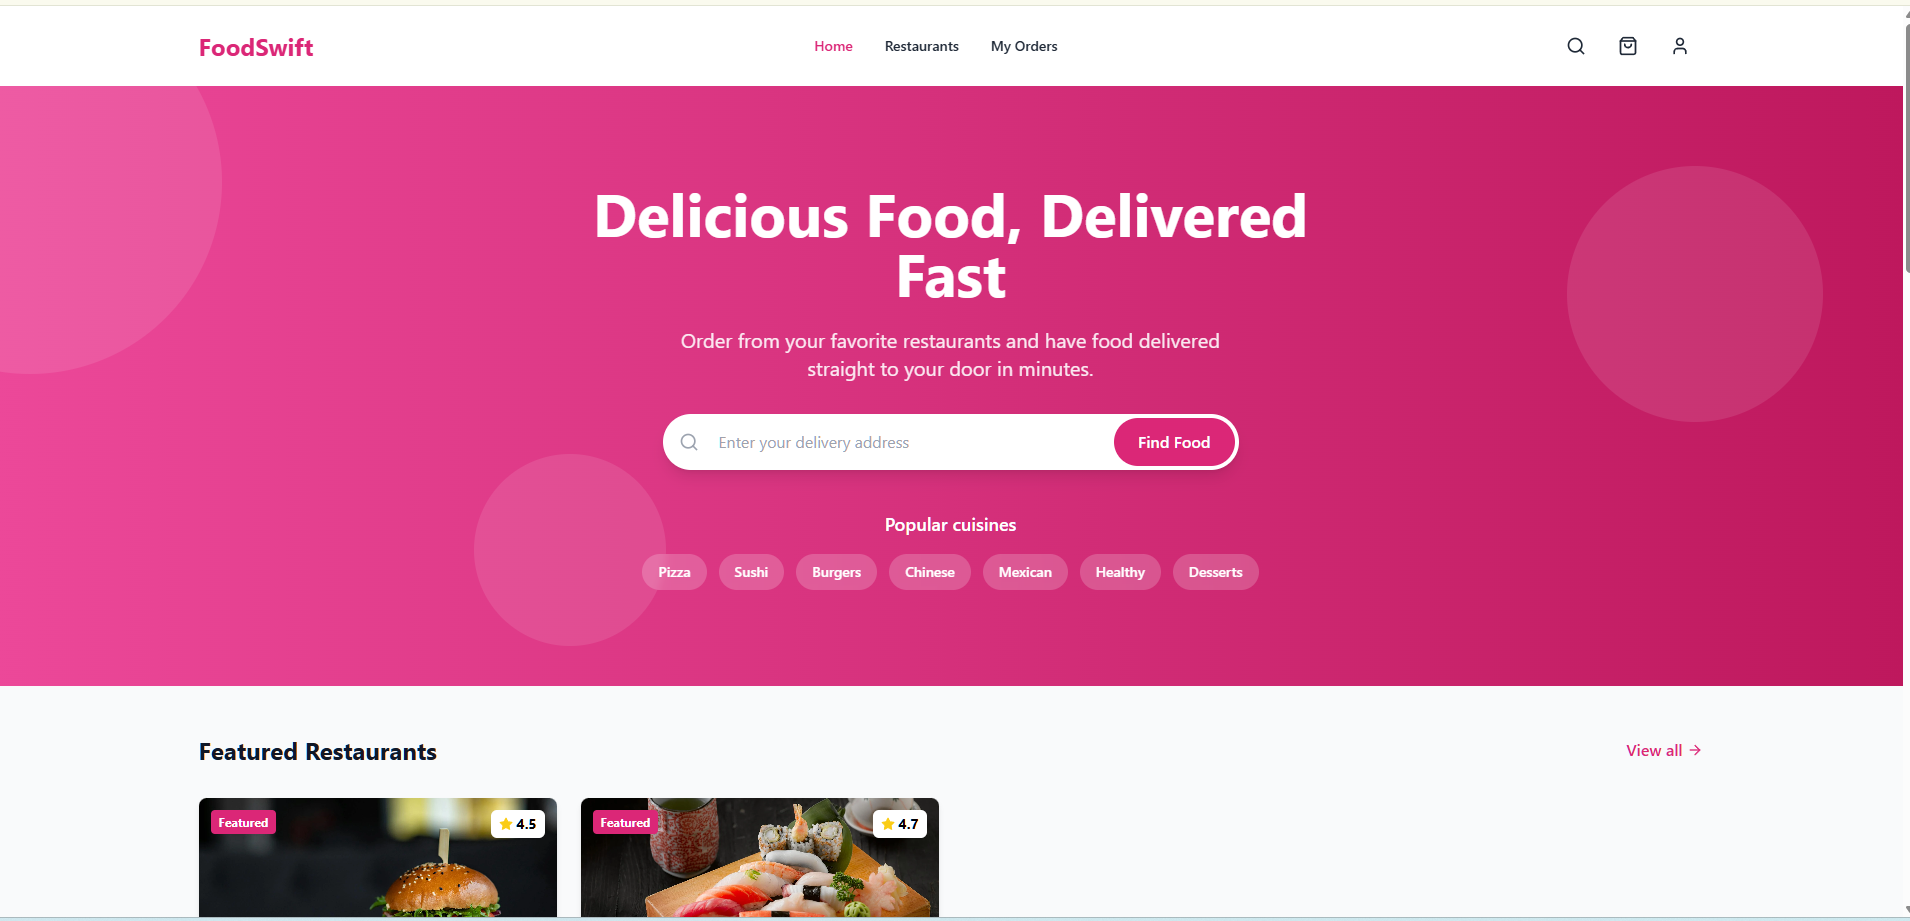 FoodSwift
Home
Restaurants
My Orders
Delicious Food, Delivered
Fast
Order from your favorite restaurants and have food delivered
straight to your door in minutes.
Enter your delivery address
Find Food
Popular cuisines
Pizza
Sushi
Burgers
Chinese
Mexican
Healthy
Desserts
Featured Restaurants
View all
Featured
4.5
Featured
4.7